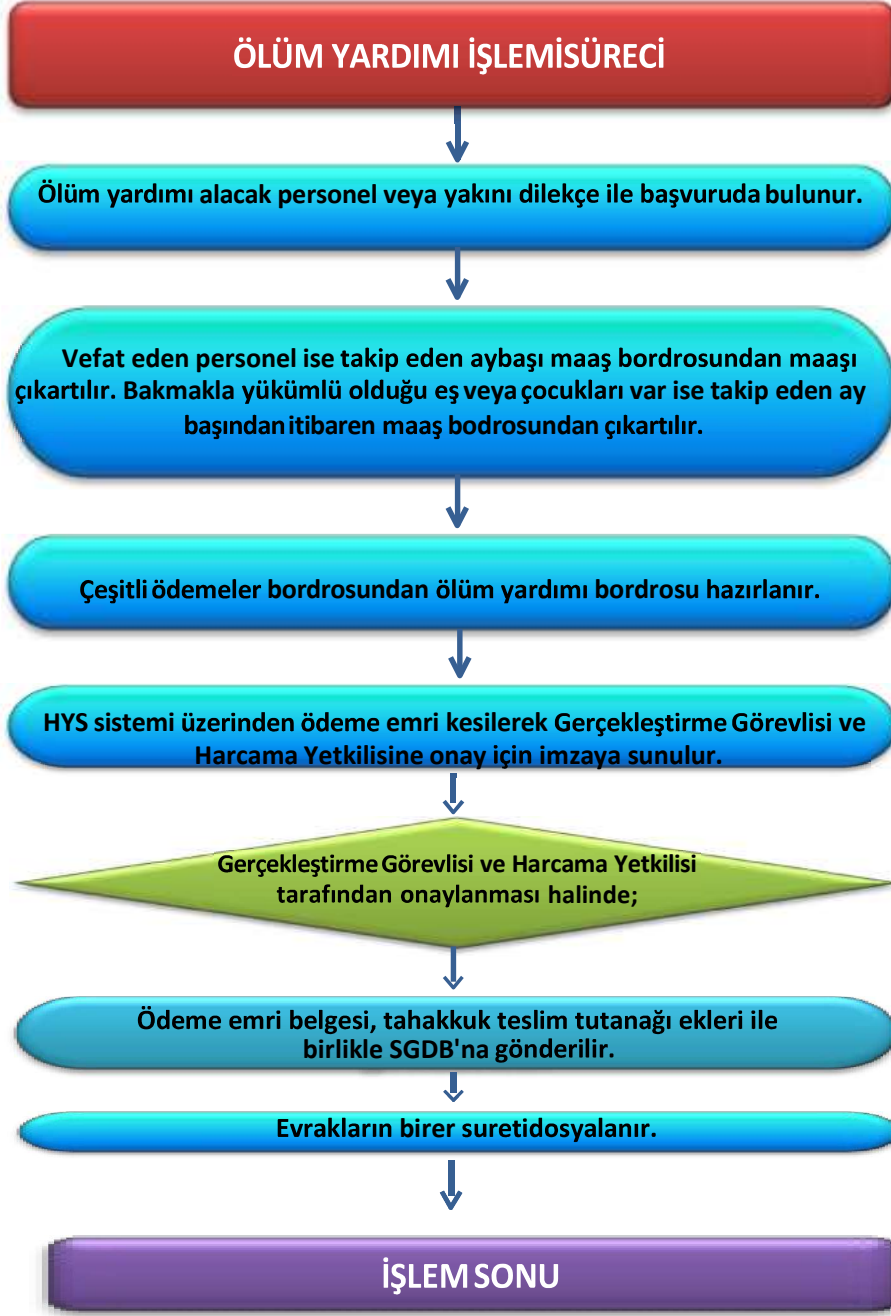 ÖLÜM YARDIMI İŞLEMİSÜRECİ
Ölüm yardımı alacak personel veya yakını dilekçe ile başvuruda bulunur.
Vefat eden personel ise takip eden aybaşı maaş bordrosundan maaşı
çıkartılır. Bakmakla yükümlü olduğu eş veya çocukları var ise takip eden ay
başından itibaren maaş bodrosundan çıkartılır.
Çeşitli ödemeler bordrosundan ölüm yardımı bordrosu hazırlanır.
HYS sistemi üzerinden ödeme emri kesilerek Gerçekleştirme Görevlisi ve
Harcama Yetkilisine onay için imzaya sunulur.
Gerçekleştirme Görevlisi ve Harcama Yetkilisi
tarafından onaylanması halinde;
Ödeme emri belgesi, tahakkuk teslim tutanağı ekleri ile
birlikte SGDB'na gönderilir.
Evrakların birer suretidosyalanır.
İŞLEM SONU